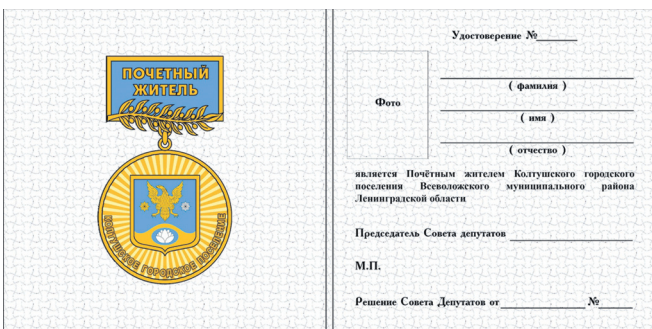 ПОЧЕТНЫЙ
ЖИТЕЛЬ
КОЛТУШСКОЕ ГОРОДСКОЕ ПОСЕЛЕНИЕ
Удостоверение №
Фото
( фамилия )
( имя )
( отчество )
является Почётным жителем Колтушского городского
поселения Всеволожского муниципального района
Ленинградской области
Председатель Совета депутатов
М.П.
Решение Совета Депутатов от №